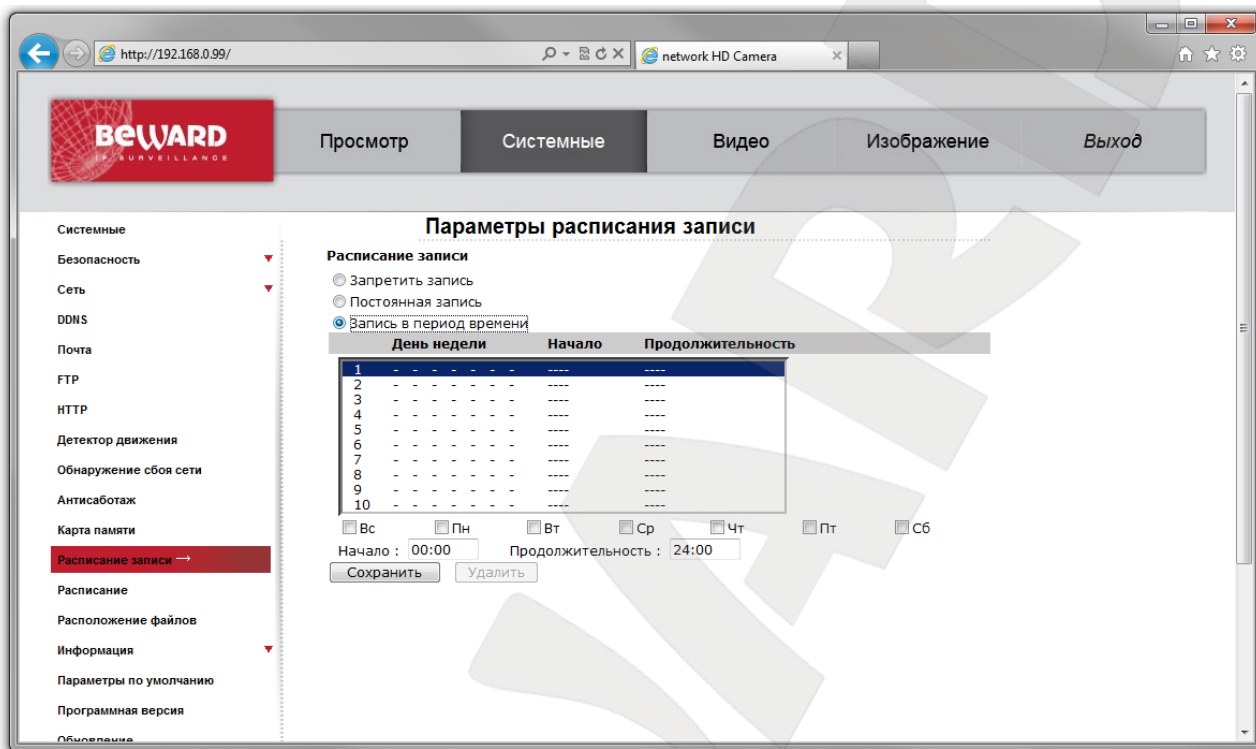 http://192.168.0.99/
network HD Camera
BEWARD
IP SURVEILLANCE
Просмотр
Системные
Видео
Изображение
Выход
Системные
Безопасность
Сеть
DDNS
Почта
FTP
HTTP
Детектор движения
Обнаружение сбоя сети
Антисаботаж
Карта памяти
Расписание записи →
Расписание
Расположение файлов
Информация
Параметры по умолчанию
Программная версия
Обновление
Параметры расписания записи
Расписание записи
Запретить запись
Постоянная запись
Запись в период времени
День недели Начало Продолжительность
1 - - - - - - - ---- ----
2 - - - - - - - ---- ----
3 - - - - - - - ---- ----
4 - - - - - - - ---- ----
5 - - - - - - - ---- ----
6 - - - - - - - ---- ----
7 - - - - - - - ---- ----
8 - - - - - - - ---- ----
9 - - - - - - - ---- ----
10 - - - - - - - ---- ----
Вс Пн Вт Ср Чт Пт Сб
Начало : 00:00 Продолжительность : 24:00
Сохранить Удалить